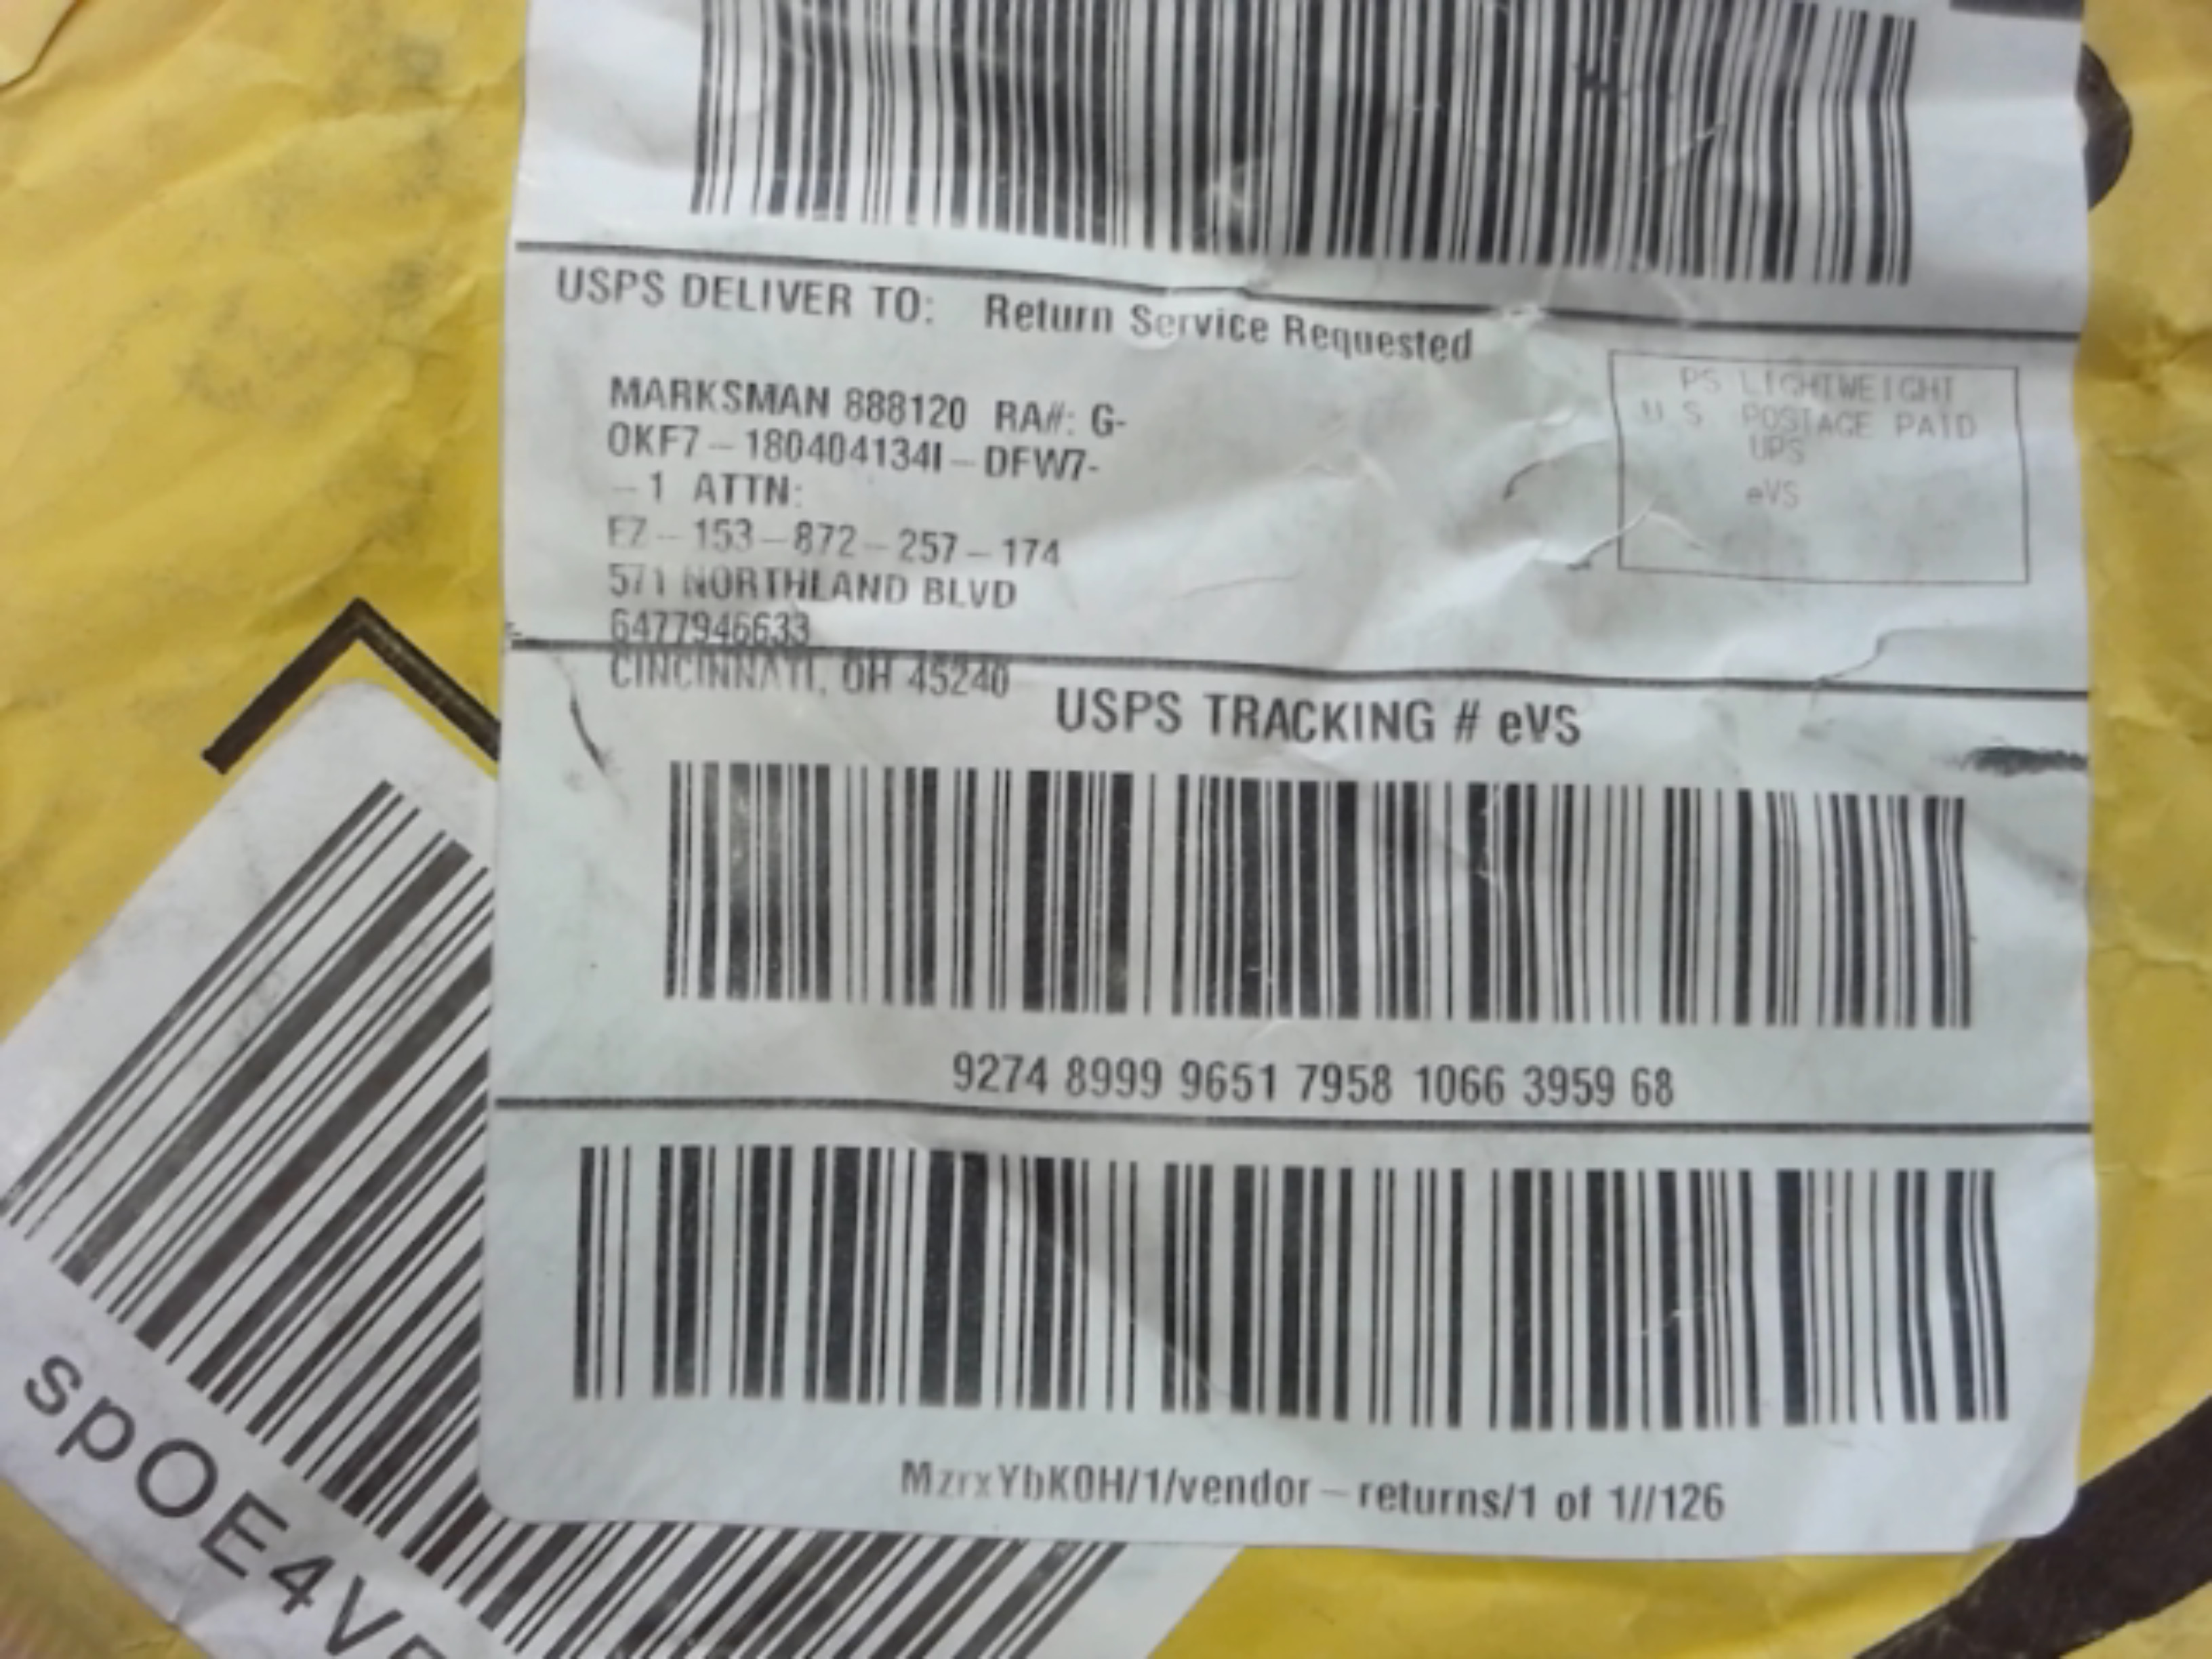 USPS DELIVER TO: Return Service Requested
MARKSMAN 888120 RA#: G-
OKF7-180404134I-DFW7-
-1 ATTN:
EZ-153-872-257-174
571 NORTHLAND BLVD
6477946633
CINCINNATI, OH 45240
PS LIGHTWEIGHT
U.S. POSTAGE PAID
UPS
eVS
USPS TRACKING # eVS
9274 8999 9651 7958 1066 3959 68
MzrxYbK0H/1/vendor-returns/1 of 1//126
spOE4V